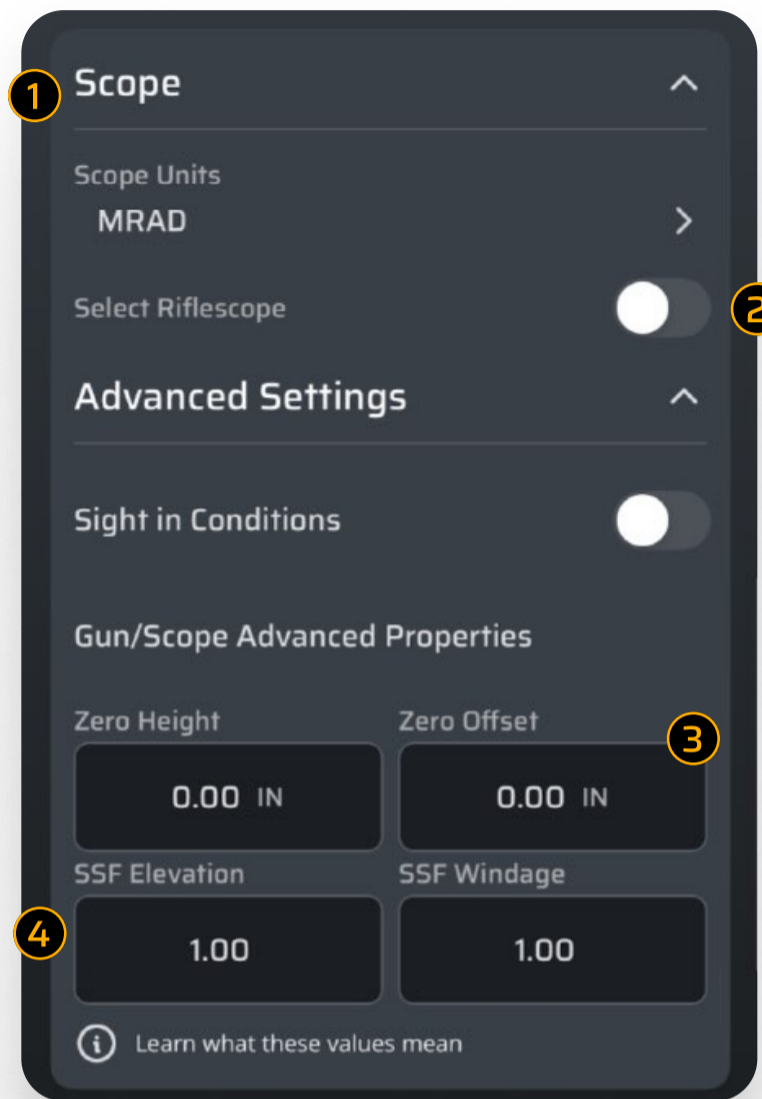 1 Scope
Scope Units
MRAD
Select Riflescope 2
Advanced Settings
Sight in Conditions
Gun/Scope Advanced Properties
Zero Height Zero Offset 3
0.00 IN 0.00 IN
SSF Elevation SSF Windage
4 1.00 1.00
i Learn what these values mean